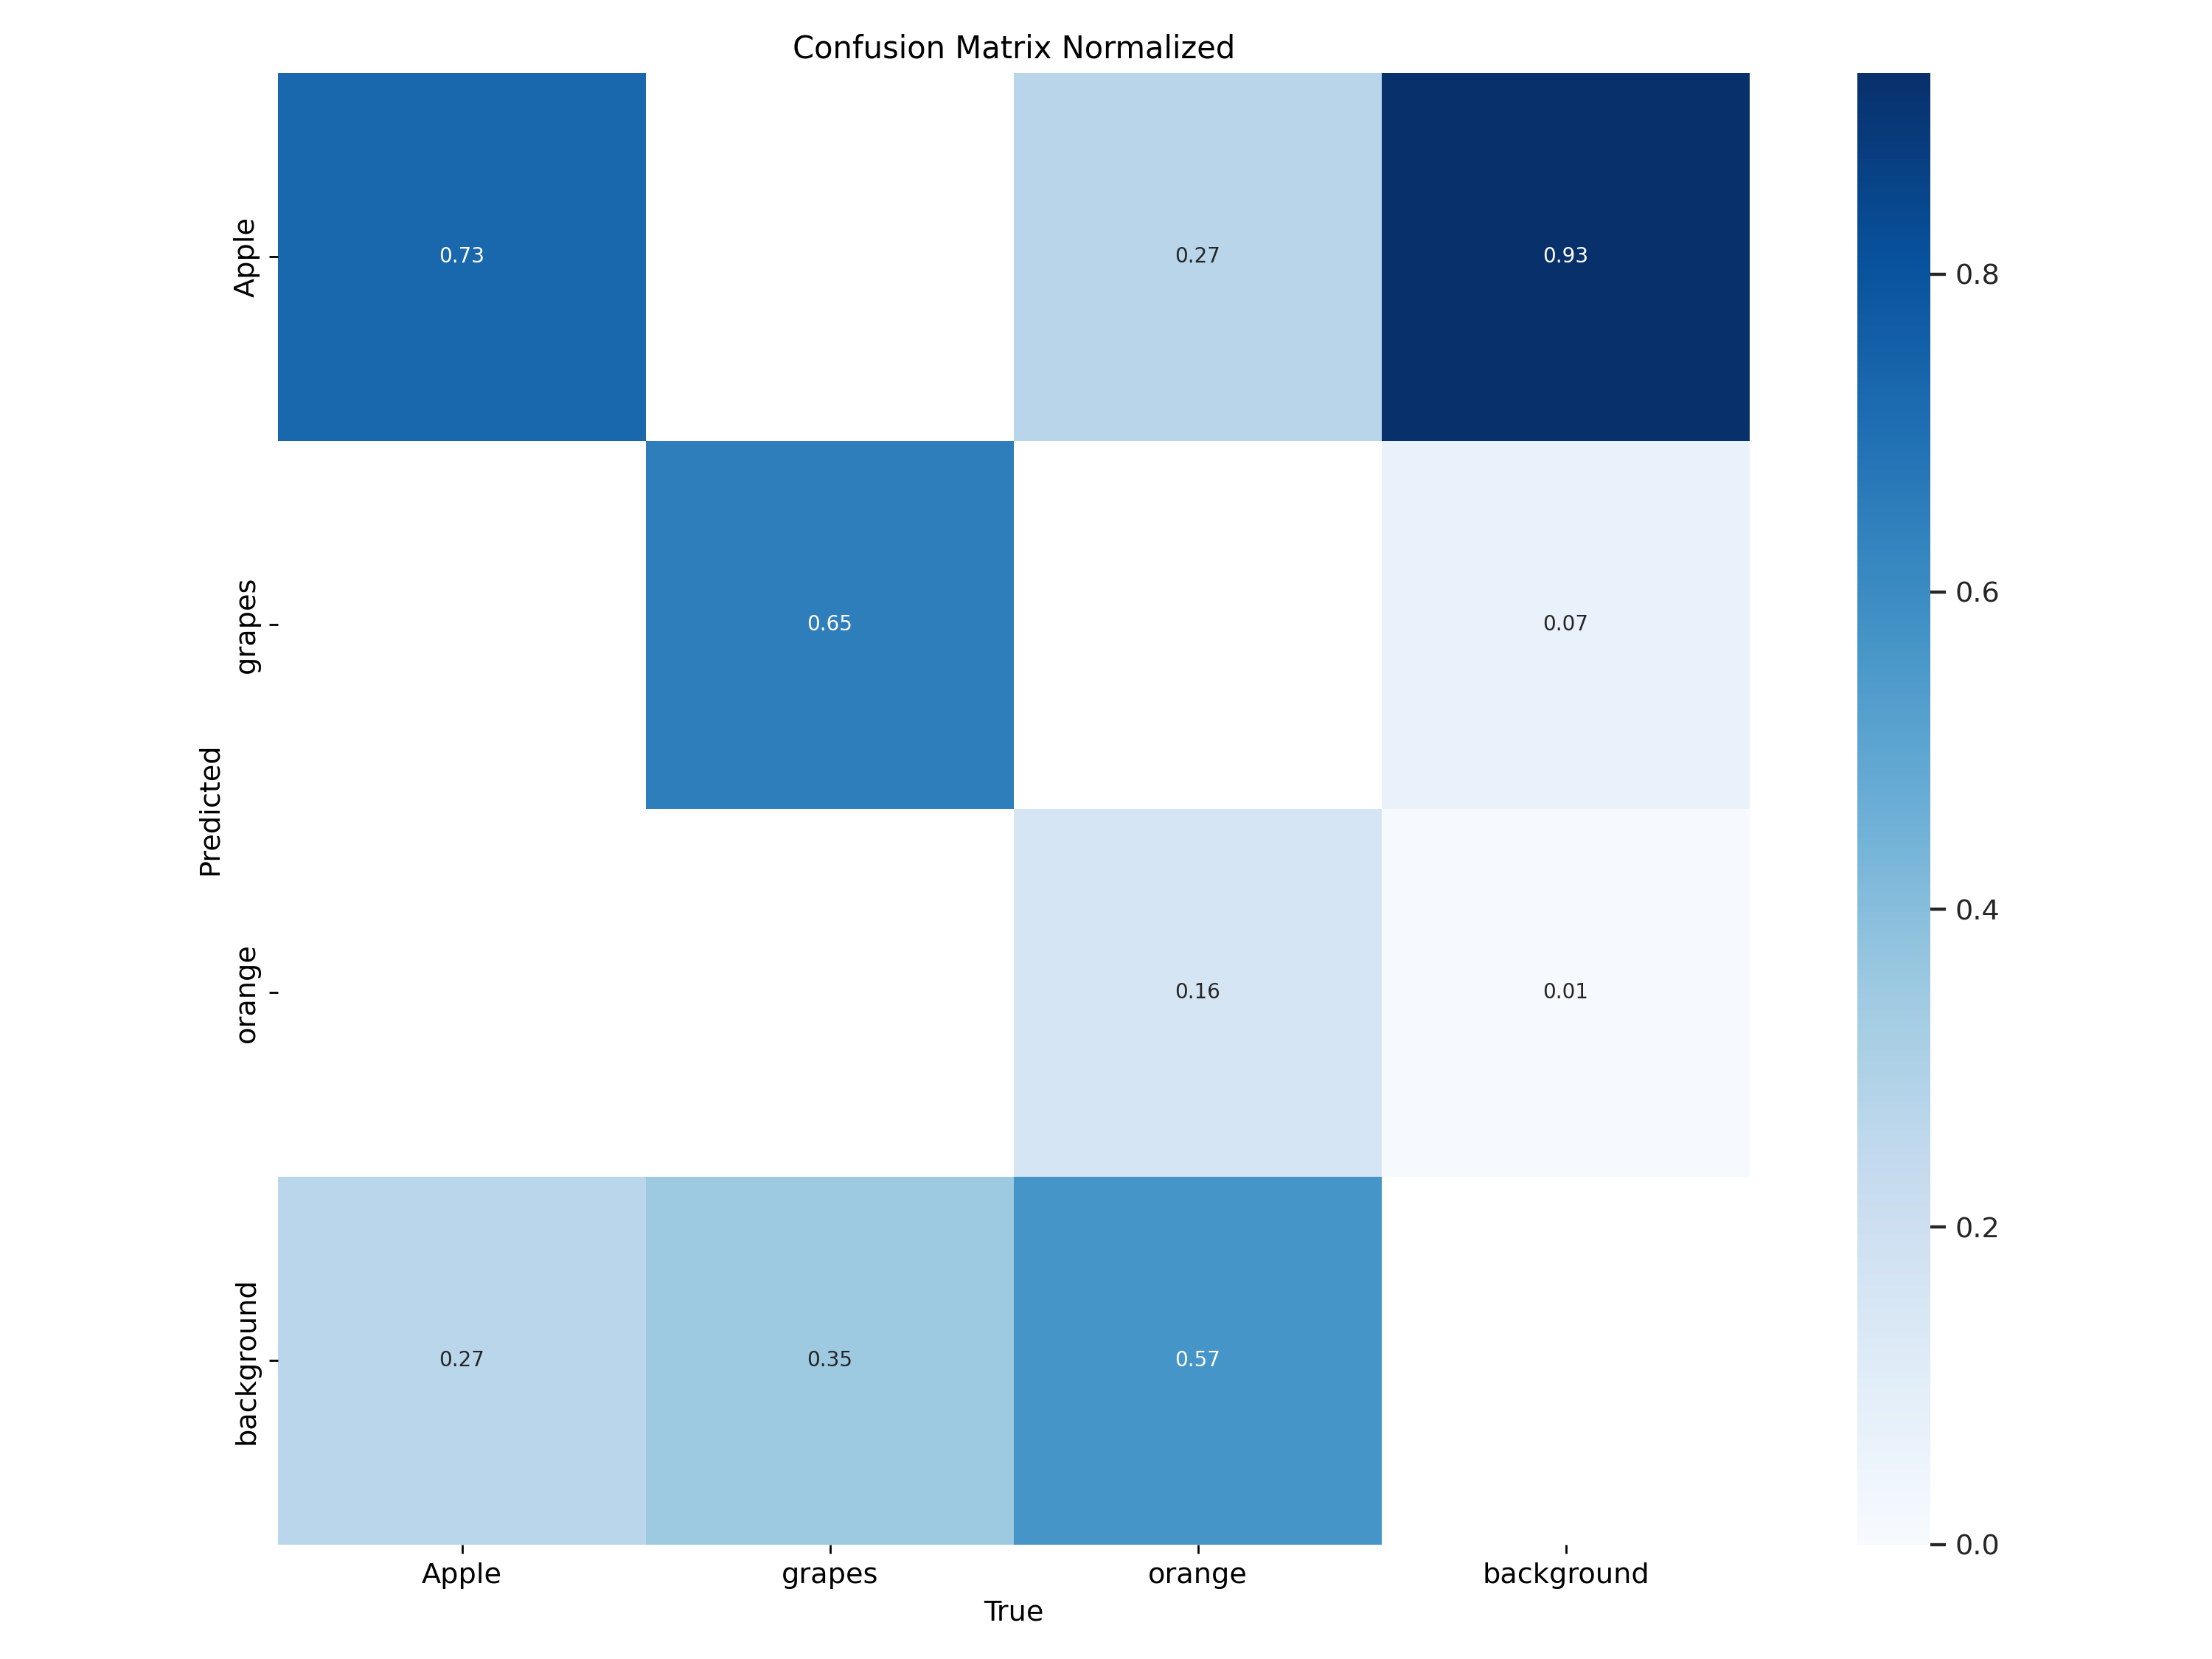 Confusion Matrix Normalized
Apple
0.73
0.27
0.93
0.8
grapes
0.65
0.07
0.6
Predicted
0.4
orange
0.16
0.01
0.2
background
0.27
0.35
0.57
0.0
Apple
grapes
orange
background
True